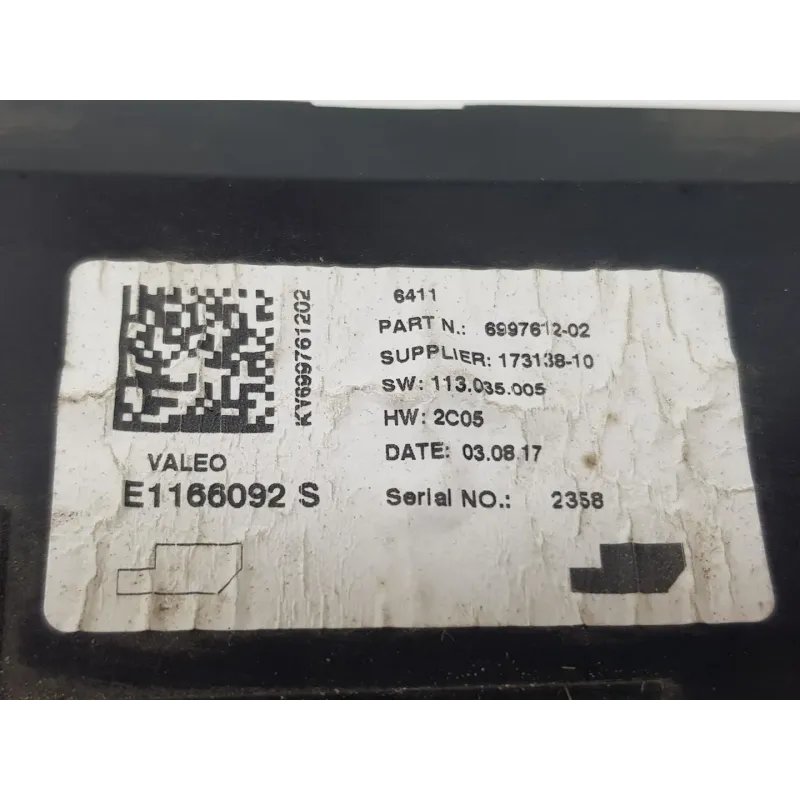 KV699761202
VALEO
E1166092 S
6411
PART N.: 6997612-02
SUPPLIER: 173138-10
SW: 113.035.005
HW: 2C05
DATE: 03.08.17
Serial NO.: 2358